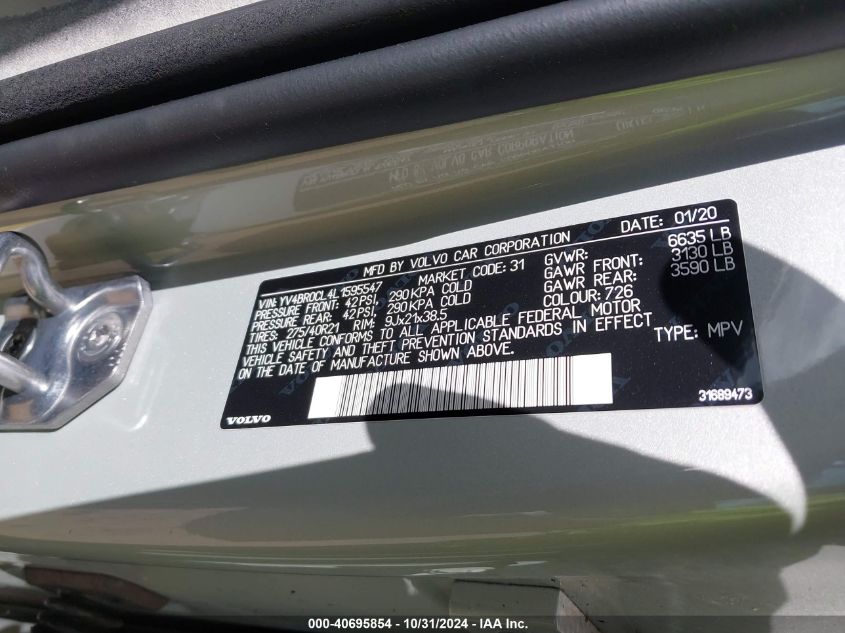 MFD BY VOLVO CAR CORPORATION DATE: 01/20
VIN: YV4BR0CL4L1595547 MARKET CODE: 31 GVWR: 6635 LB
PRESSURE FRONT: 42PSI, 290KPA COLD GAWR FRONT: 3130 LB
PRESSURE REAR: 42PSI, 290KPA COLD GAWR REAR: 3590 LB
TIRES: 275/40R21 RIM: 9Jx21x38.5 COLOUR: 726
THIS VEHICLE CONFORMS TO ALL APPLICABLE FEDERAL MOTOR
VEHICLE SAFETY AND THEFT PREVENTION STANDARDS IN EFFECT
ON THE DATE OF MANUFACTURE SHOWN ABOVE. TYPE: MPV
VOLVO 31689473
000-40695854 - 10/31/2024 - IAA Inc.